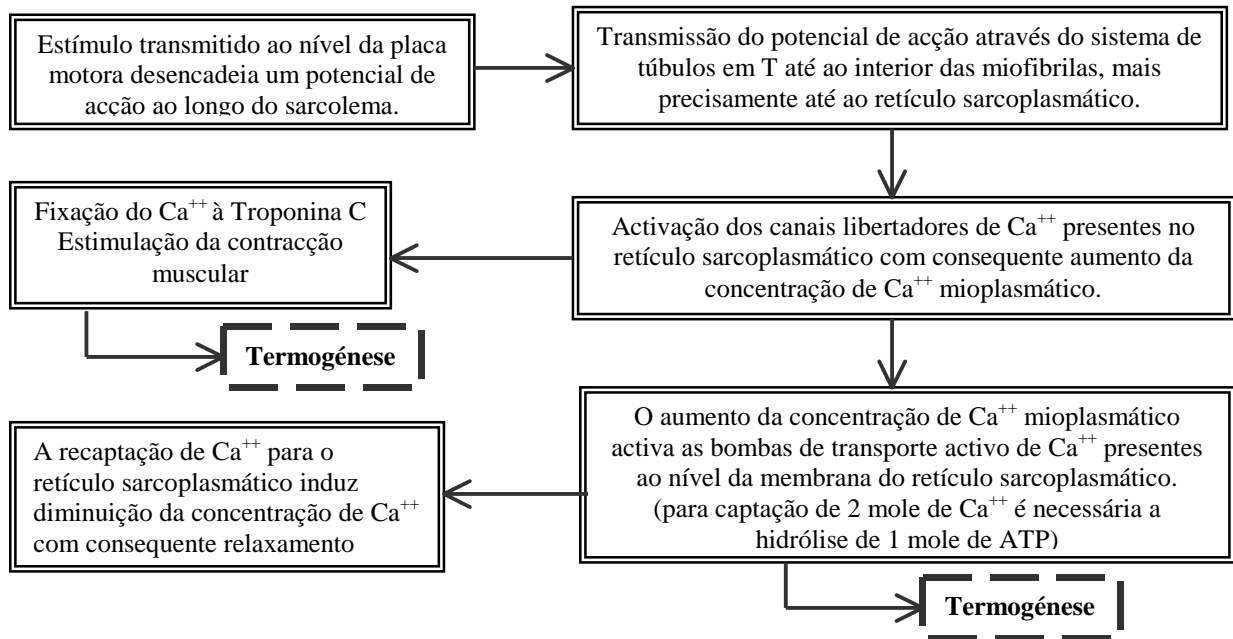 Estímulo transmitido ao nível da placa
motora desencadeia um potencial de
acção ao longo do sarcolema.
Transmissão do potencial de acção através do sistema de
túbulos em T até ao interior das miofibrilas, mais
precisamente até ao retículo sarcoplasmático.
Fixação do Ca⁺⁺ à Troponina C
Estimulação da contracção
muscular
Activação dos canais libertadores de Ca⁺⁺ presentes no
retículo sarcoplasmático com consequente aumento da
concentração de Ca⁺⁺ mioplasmático.
Termogénese
O aumento da concentração de Ca⁺⁺ mioplasmático
activa as bombas de transporte activo de Ca⁺⁺ presentes
ao nível da membrana do retículo sarcoplasmático.
(para captação de 2 mole de Ca⁺⁺ é necessária a
hidrólise de 1 mole de ATP)
A recaptação de Ca⁺⁺ para o
retículo sarcoplasmático induz
diminuição da concentração de Ca⁺⁺
com consequente relaxamento
Termogénese